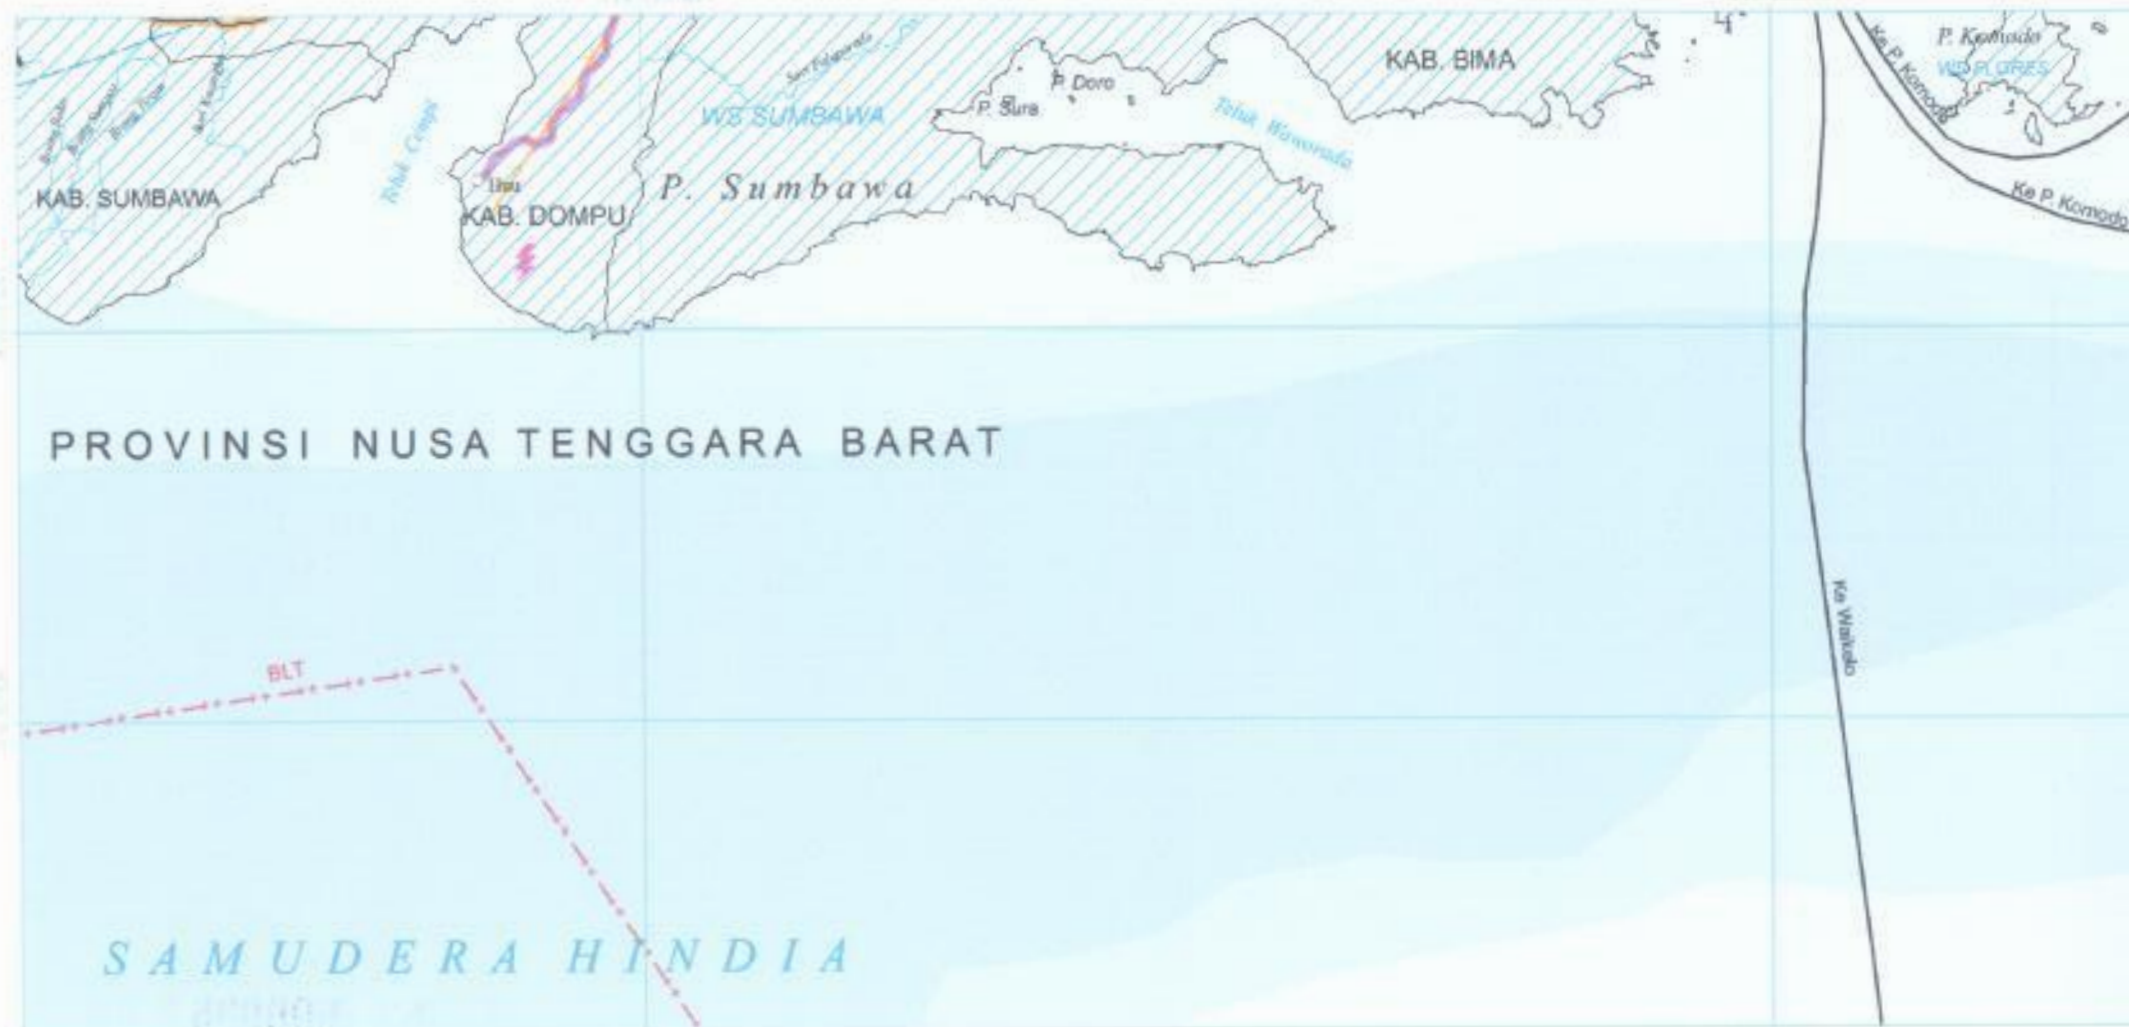 KAB. BIMA
P. Komodo
WS FLORES
Ke P. Komodo
P. Doro
P. Sura
WS SUMBAWA
Teluk Waworada
Teluk Cempi
P. Sumbawa
KAB. SUMBAWA
KAB. DOMPU
Ke P. Komodo
PROVINSI NUSA TENGGARA BARAT
Ke Waikelo
BLT
SAMUDERA HINDIA